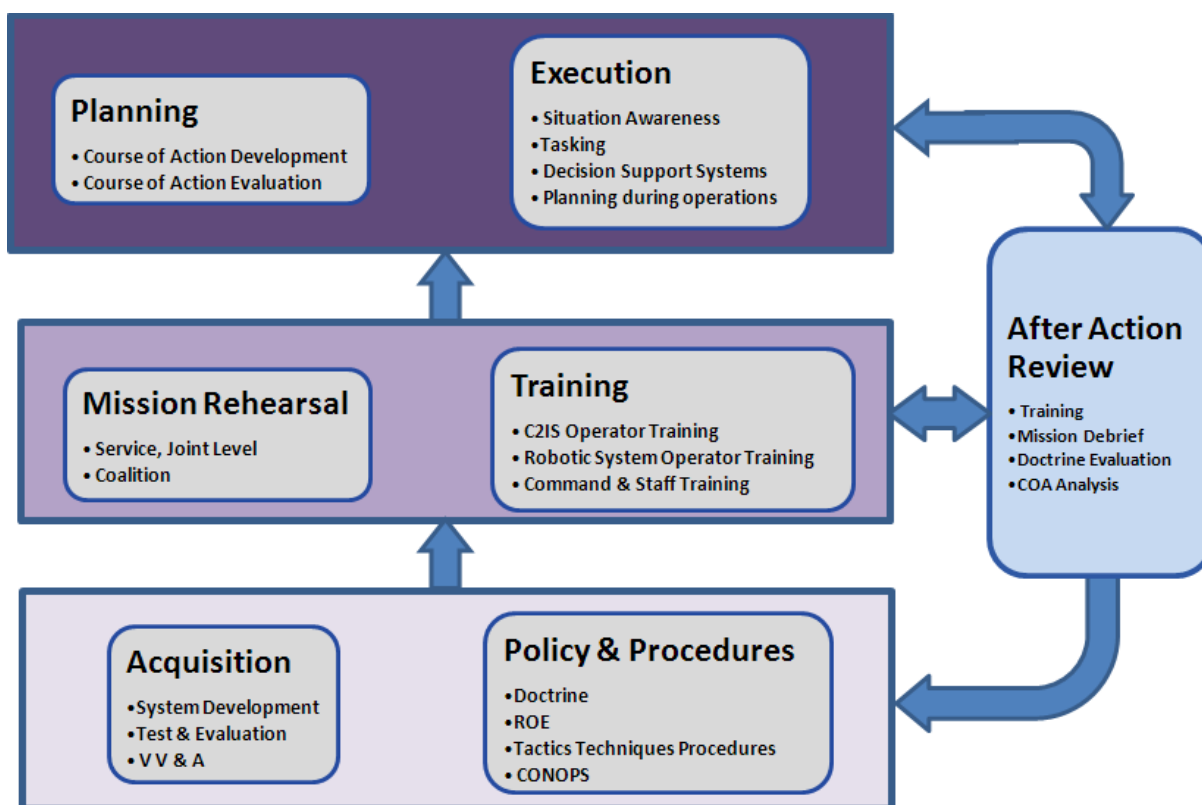 Planning
• Course of Action Development
• Course of Action Evaluation
Execution
• Situation Awareness
•Tasking
• Decision Support Systems
• Planning during operations
Mission Rehearsal
• Service, Joint Level
• Coalition
Training
• C2IS Operator Training
• Robotic System Operator Training
• Command & Staff Training
After Action
Review
• Training
•Mission Debrief
•Doctrine Evaluation
•COA Analysis
Acquisition
•System Development
•Test & Evaluation
• V V & A
Policy & Procedures
•Doctrine
•ROE
•Tactics Techniques Procedures
• CONOPS